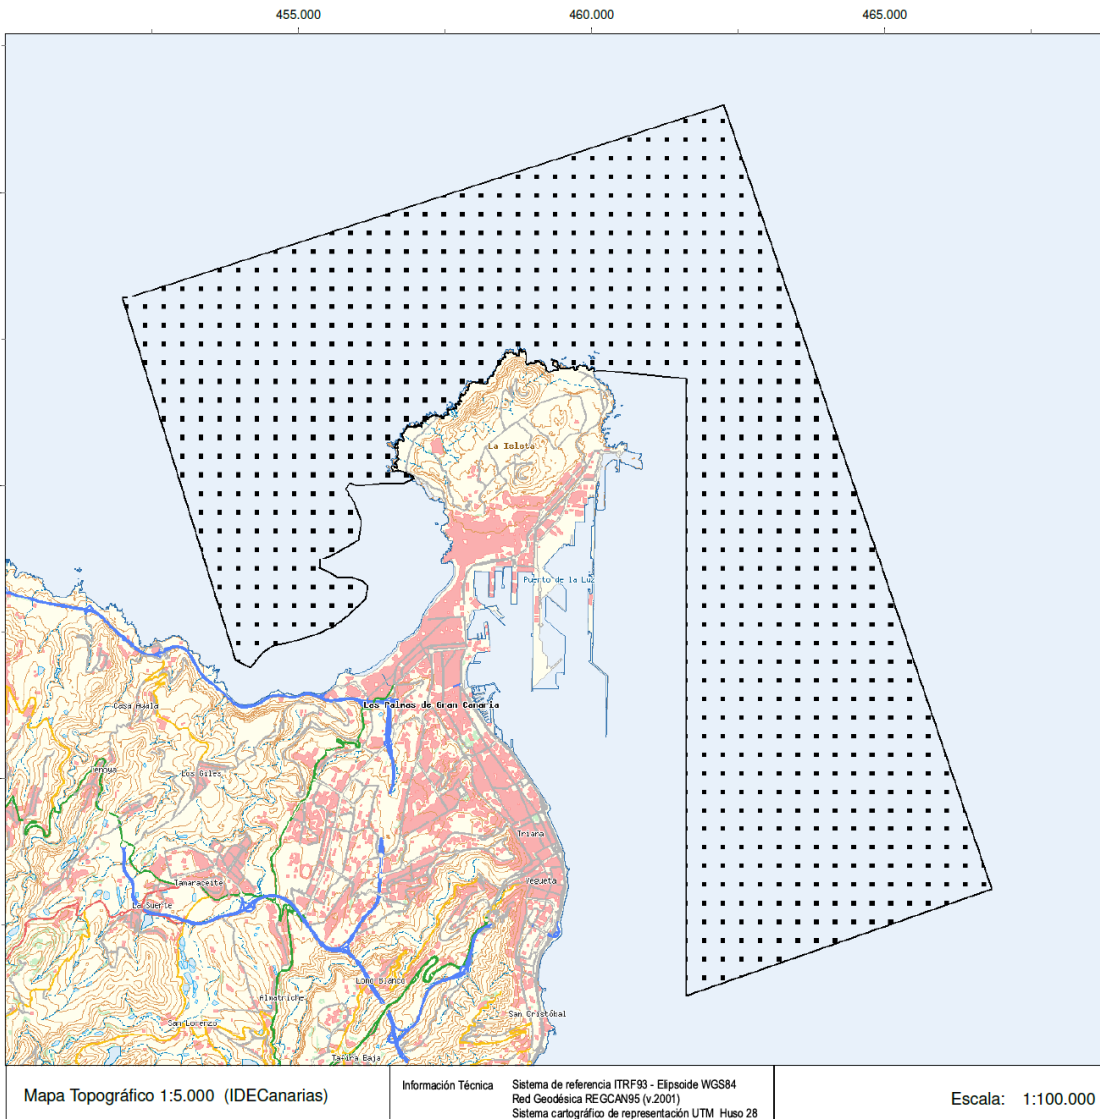 455.000 460.000 465.000
La Isleta
Puerto de la Luz
Las Palmas de Gran Canaria
Casa Ayala
Tenoya
Los Giles
Triana
Vegueta
Tamaraceite
La Suerte
Lomo Blanco
Almatriche
San Cristóbal
San Lorenzo
Tafira Baja
Mapa Topográfico 1:5.000 (IDECanarias)
Información Técnica
Sistema de referencia ITRF93 - Elipsoide WGS84
Red Geodésica REGCAN95 (v.2001)
Sistema cartográfico de representación UTM Huso 28
Escala: 1:100.000